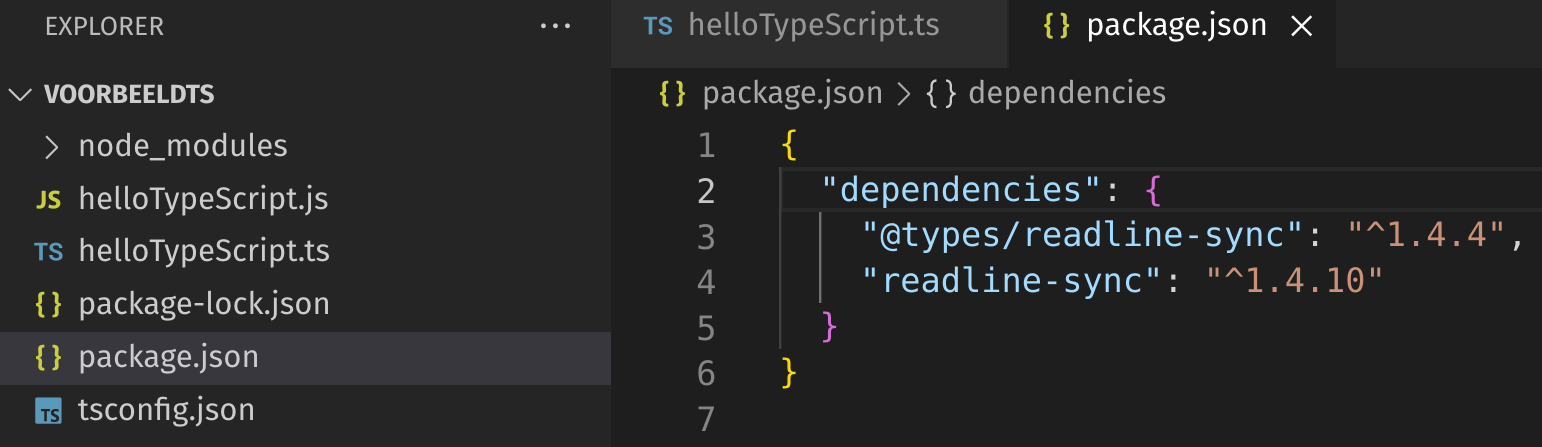 EXPLORER ...
VOORBEELDTS
node_modules
JS helloTypeScript.js
TS helloTypeScript.ts
{} package-lock.json
{} package.json
TS tsconfig.json
TS helloTypeScript.ts {} package.json ×
{} package.json > {} dependencies
1 {
2 "dependencies": {
3 "@types/readline-sync": "^1.4.4",
4 "readline-sync": "^1.4.10"
5 }
6 }
7